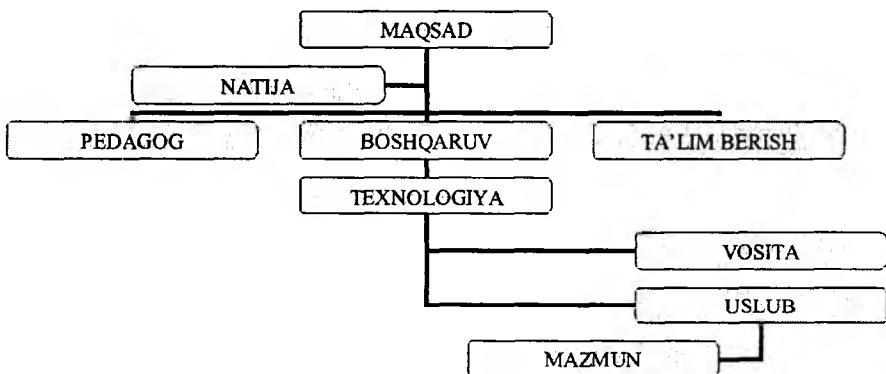 MAQSAD
NATIJA
PEDAGOG
BOSHQARUV
TA'LIM BERISH
TEXNOLOGIYA
VOSITA
USLUB
MAZMUN